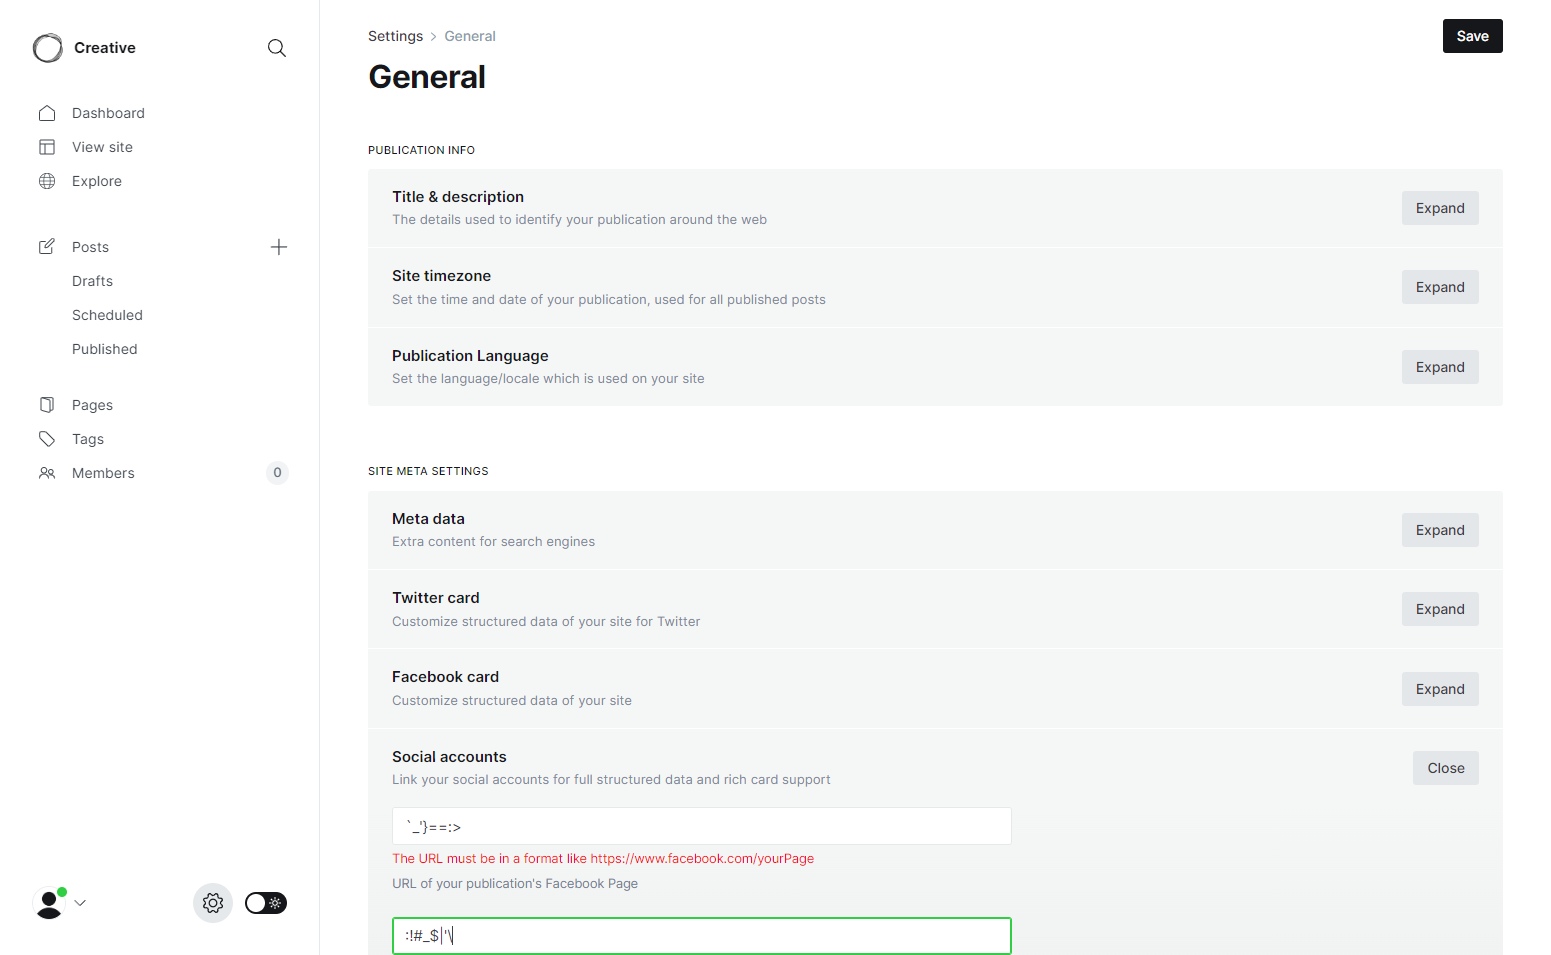 Creative
Dashboard
View site
Explore
Posts
Drafts
Scheduled
Published
Pages
Tags
Members 0
Settings > General
Save
General
PUBLICATION INFO
Title & description
The details used to identify your publication around the web
Expand
Site timezone
Set the time and date of your publication, used for all published posts
Expand
Publication Language
Set the language/locale which is used on your site
Expand
SITE META SETTINGS
Meta data
Extra content for search engines
Expand
Twitter card
Customize structured data of your site for Twitter
Expand
Facebook card
Customize structured data of your site
Expand
Social accounts
Link your social accounts for full structured data and rich card support
Close
`_'}==:>
The URL must be in a format like https://www.facebook.com/yourPage
URL of your publication's Facebook Page
:!#_$|'\